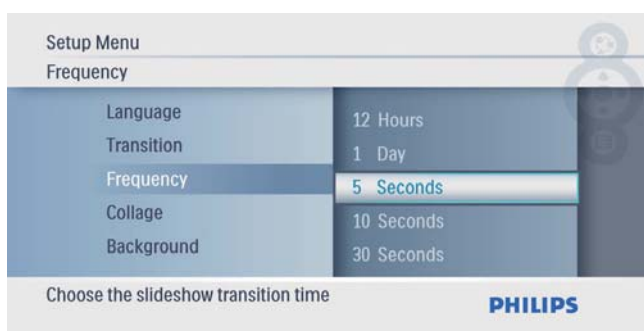 Setup Menu
Frequency
Language
Transition
Frequency
Collage
Background
12 Hours
1 Day
5 Seconds
10 Seconds
30 Seconds
Choose the slideshow transition time
PHILIPS